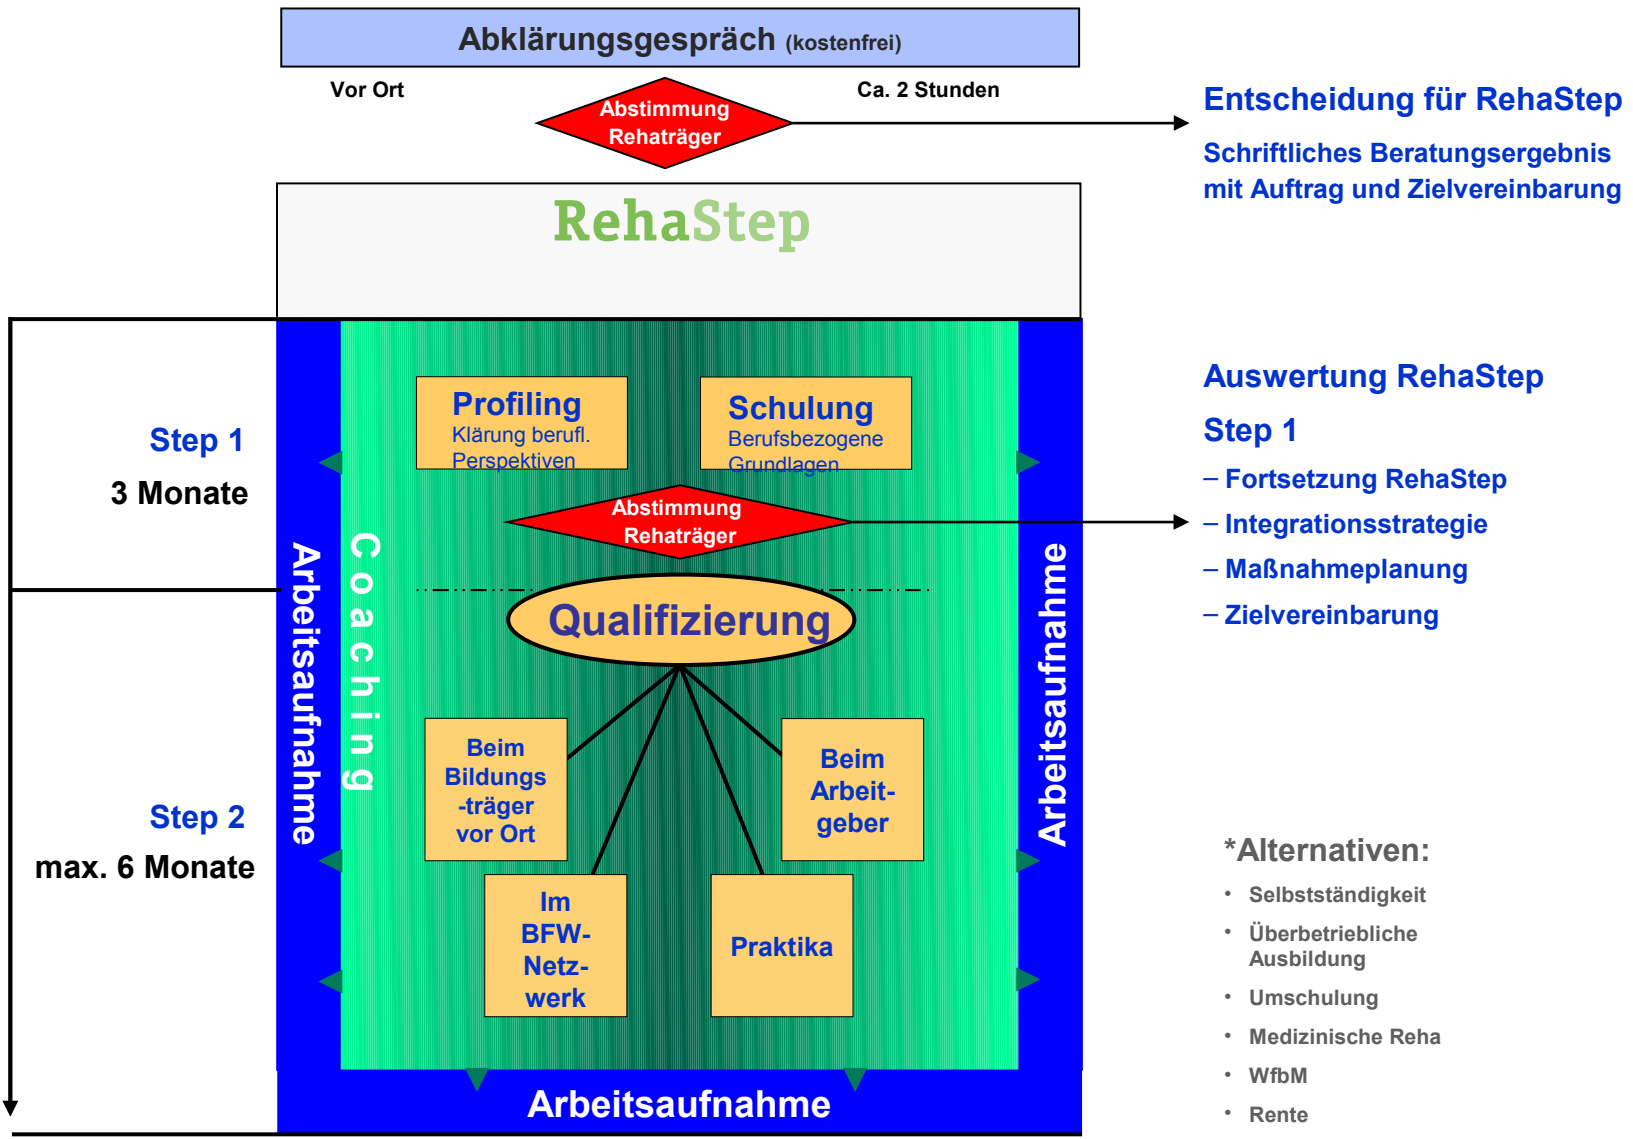 Abklärungsgespräch (kostenfrei)
Vor Ort
Ca. 2 Stunden
Abstimmung
Rehaträger
Entscheidung für RehaStep
Schriftliches Beratungsergebnis
mit Auftrag und Zielvereinbarung
RehaStep
Step 1
3 Monate
Profiling
Klärung berufl.
Perspektiven
Schulung
Berufsbezogene
Grundlagen
Abstimmung
Rehaträger
Auswertung RehaStep
Step 1
– Fortsetzung RehaStep
– Integrationsstrategie
– Maßnahmeplanung
– Zielvereinbarung
Arbeitsaufnahme
Coaching
Arbeitsaufnahme
Qualifizierung
Step 2
max. 6 Monate
Beim
Bildungs
-träger
vor Ort
Beim
Arbeit-
geber
Im
BFW-
Netz-
werk
Praktika
Arbeitsaufnahme
*Alternativen:
• Selbstständigkeit
• Überbetriebliche
Ausbildung
• Umschulung
• Medizinische Reha
• WfbM
• Rente